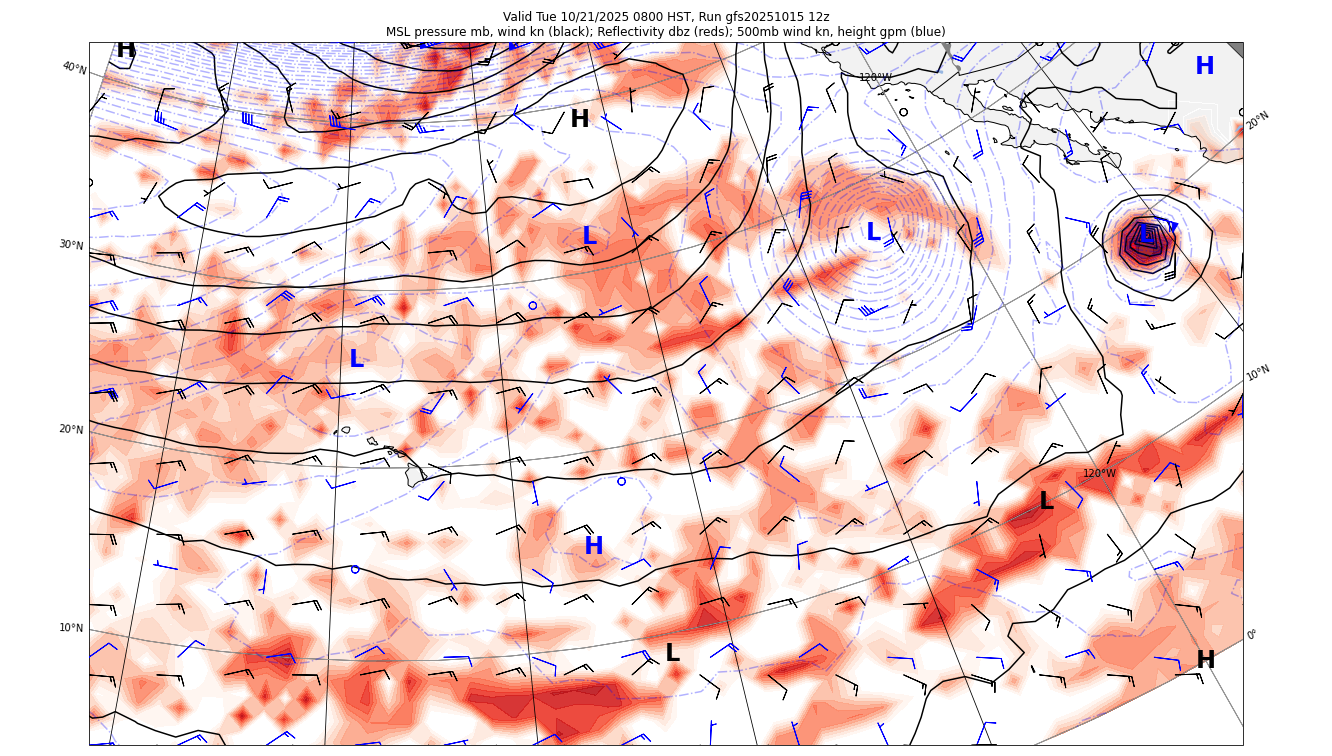 Valid Tue 10/21/2025 0800 HST, Run gfs20251015 12z
MSL pressure mb, wind kn (black); Reflectivity dbz (reds); 500mb wind kn, height gpm (blue)
H
H
40°N
120°W
H
20°N
L
L
L
30°N
L
10°N
20°N
120°W
L
H
10°N
0°
L
H